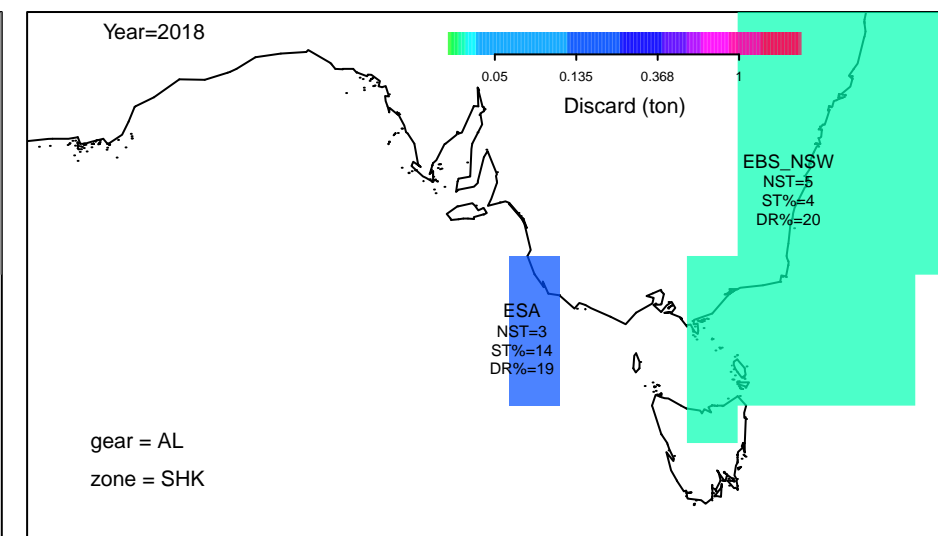 Year=2018
0.05 0.135 0.368 1
Discard (ton)
EBS_NSW
NST=5
ST%=4
DR%=20
ESA
NST=3
ST%=14
DR%=19
gear = AL
zone = SHK